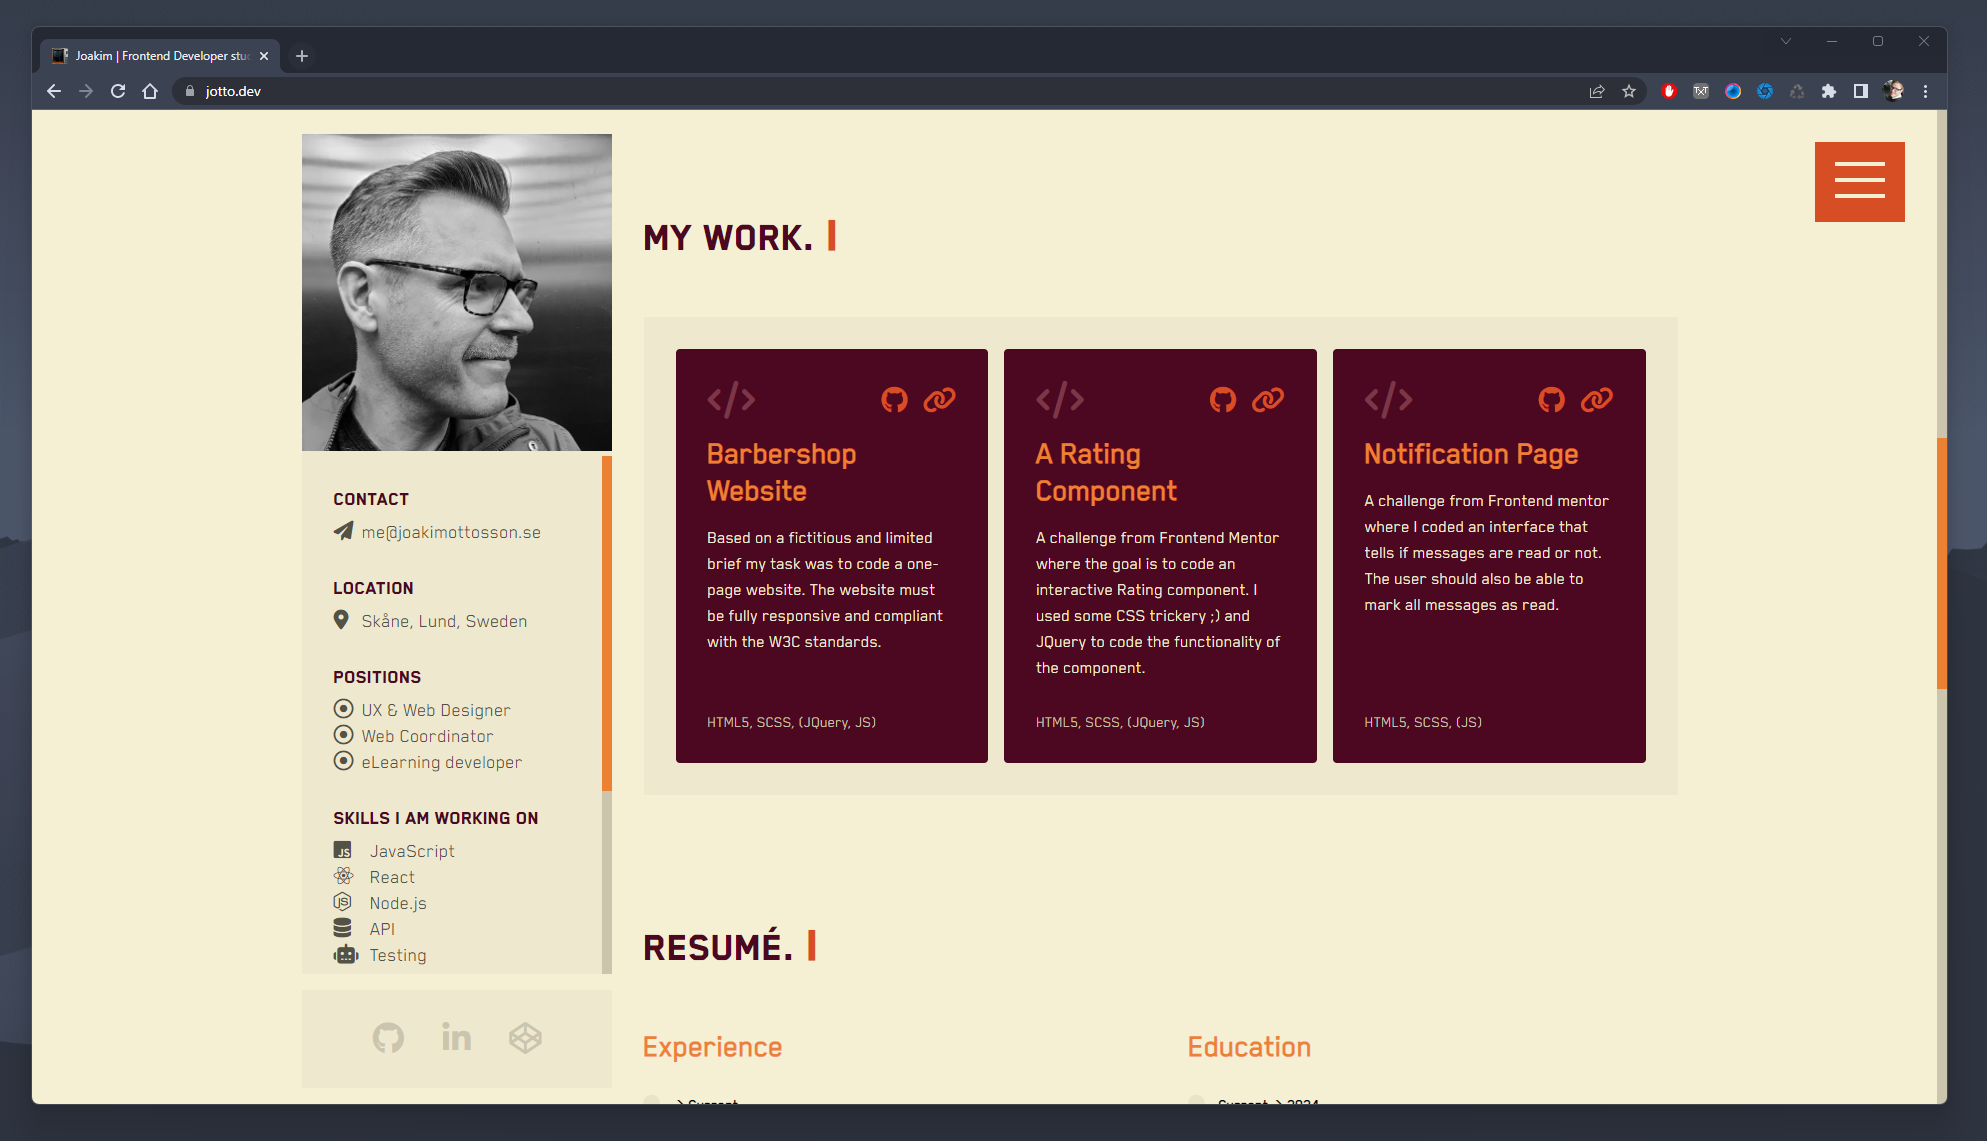 Joakim | Frontend Developer stu
jotto.dev
TXT
MY WORK.
Barbershop
Website
Based on a fictitious and limited
brief my task was to code a one-
page website. The website must
be fully responsive and compliant
with the W3C standards.
HTML5, SCSS, (JQuery, JS)
A Rating
Component
A challenge from Frontend Mentor
where the goal is to code an
interactive Rating component. I
used some CSS trickery ;) and
JQuery to code the functionality of
the component.
HTML5, SCSS, (JQuery, JS)
Notification Page
A challenge from Frontend mentor
where I coded an interface that
tells if messages are read or not.
The user should also be able to
mark all messages as read.
HTML5, SCSS, (JS)
CONTACT
me@joakimottosson.se
LOCATION
Skåne, Lund, Sweden
POSITIONS
UX & Web Designer
Web Coordinator
eLearning developer
SKILLS I AM WORKING ON
JS JavaScript
React
JS Node.js
API
Testing
in
RESUMÉ.
Experience
-> Current
Education
Current -> 2024